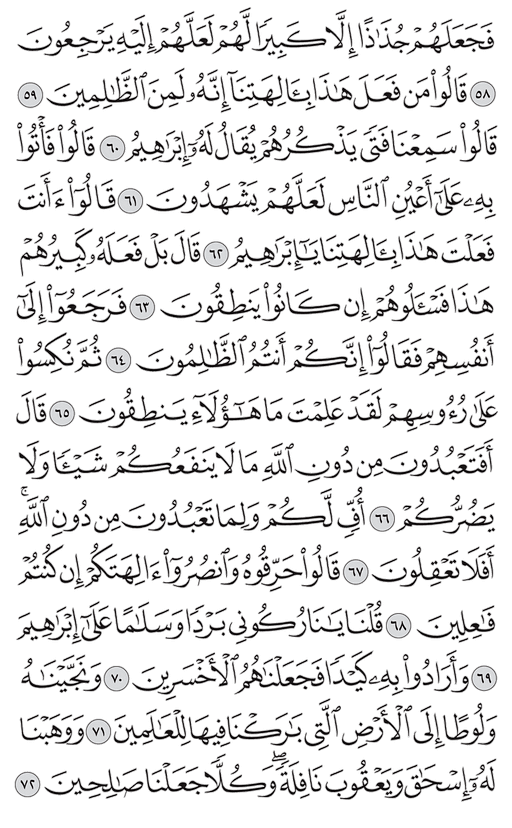 فَجَعَلَهُمْ جُذَٰذًا إِلَّا كَبِيرًا لَّهُمْ لَعَلَّهُمْ إِلَيْهِ يَرْجِعُونَ
٥٨ قَالُوا۟ مَن فَعَلَ هَٰذَا بِـَٔالِهَتِنَآ إِنَّهُۥ لَمِنَ ٱلظَّٰلِمِينَ ٥٩
قَالُوا۟ سَمِعْنَا فَتًى يَذْكُرُهُمْ يُقَالُ لَهُۥٓ إِبْرَٰهِيمُ ٦٠ قَالُوا۟ فَأْتُوا۟
بِهِۦ عَلَىٰٓ أَعْيُنِ ٱلنَّاسِ لَعَلَّهُمْ يَشْهَدُونَ ٦١ قَالُوٓا۟ ءَأَنتَ
فَعَلْتَ هَٰذَا بِـَٔالِهَتِنَا يَٰٓإِبْرَٰهِيمُ ٦٢ قَالَ بَلْ فَعَلَهُۥ كَبِيرُهُمْ
هَٰذَا فَسْـَٔلُوهُمْ إِن كَانُوا۟ يَنطِقُونَ ٦٣ فَرَجَعُوٓا۟ إِلَىٰٓ
أَنفُسِهِمْ فَقَالُوٓا۟ إِنَّكُمْ أَنتُمُ ٱلظَّٰلِمُونَ ٦٤ ثُمَّ نُكِسُوا۟
عَلَىٰ رُءُوسِهِمْ لَقَدْ عَلِمْتَ مَا هَٰٓؤُلَآءِ يَنطِقُونَ ٦٥ قَالَ
أَفَتَعْبُدُونَ مِن دُونِ ٱللَّهِ مَا لَا يَنفَعُكُمْ شَيْـًٔا وَلَا
يَضُرُّكُمْ ٦٦ أُفٍّ لَّكُمْ وَلِمَا تَعْبُدُونَ مِن دُونِ ٱللَّهِ ۖ
أَفَلَا تَعْقِلُونَ ٦٧ قَالُوا۟ حَرِّقُوهُ وَٱنصُرُوٓا۟ ءَالِهَتَكُمْ إِن كُنتُمْ
فَٰعِلِينَ ٦٨ قُلْنَا يَٰنَارُ كُونِى بَرْدًا وَسَلَٰمًا عَلَىٰٓ إِبْرَٰهِيمَ
٦٩ وَأَرَادُوا۟ بِهِۦ كَيْدًا فَجَعَلْنَٰهُمُ ٱلْأَخْسَرِينَ ٧٠ وَنَجَّيْنَٰهُ
وَلُوطًا إِلَى ٱلْأَرْضِ ٱلَّتِى بَٰرَكْنَا فِيهَا لِلْعَٰلَمِينَ ٧١ وَوَهَبْنَا
لَهُۥٓ إِسْحَٰقَ وَيَعْقُوبَ نَافِلَةً ۖ وَكُلًّا جَعَلْنَا صَٰلِحِينَ ٧٢